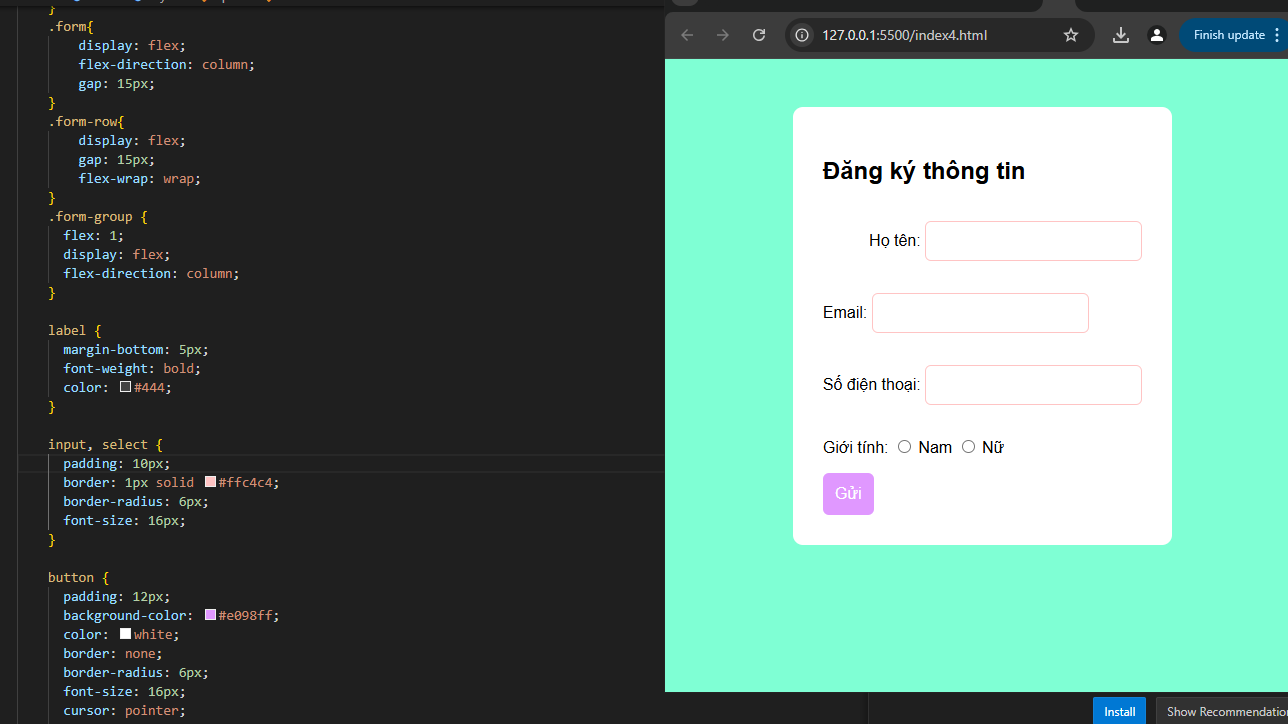 }
.form{
display: flex;
flex-direction: column;
gap: 15px;
}
.form-row{
display: flex;
gap: 15px;
flex-wrap: wrap;
}
.form-group {
flex: 1;
display: flex;
flex-direction: column;
}
label {
margin-bottom: 5px;
font-weight: bold;
color: #444;
}
input, select {
padding: 10px;
border: 1px solid #ffc4c4;
border-radius: 6px;
font-size: 16px;
}
button {
padding: 12px;
background-color: #e098ff;
color: white;
border: none;
border-radius: 6px;
font-size: 16px;
cursor: pointer;
127.0.0.1:5500/index4.html
Finish update
Đăng ký thông tin
Họ tên:
Email:
Số điện thoại:
Giới tính: Nam Nữ
Gửi
Install Show